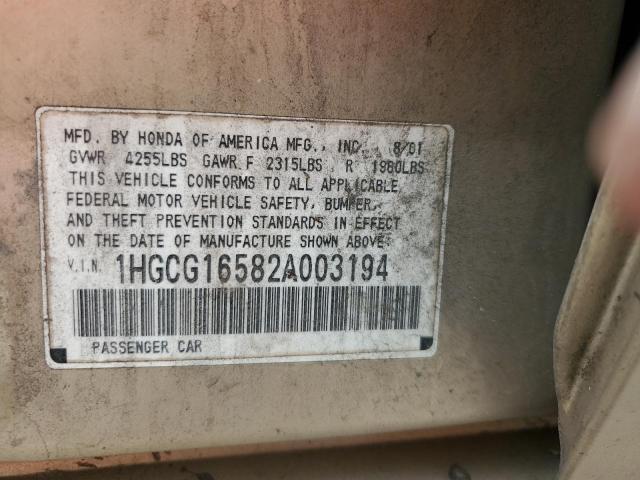 MFD. BY HONDA OF AMERICA MFG., INC. 8/01
GVWR 4255LBS GAWR F 2315LBS R 1980LBS
THIS VEHICLE CONFORMS TO ALL APPLICABLE
FEDERAL MOTOR VEHICLE SAFETY, BUMPER,
AND THEFT PREVENTION STANDARDS IN EFFECT
ON THE DATE OF MANUFACTURE SHOWN ABOVE.
V.I.N. 1HGCG16582A003194
PASSENGER CAR